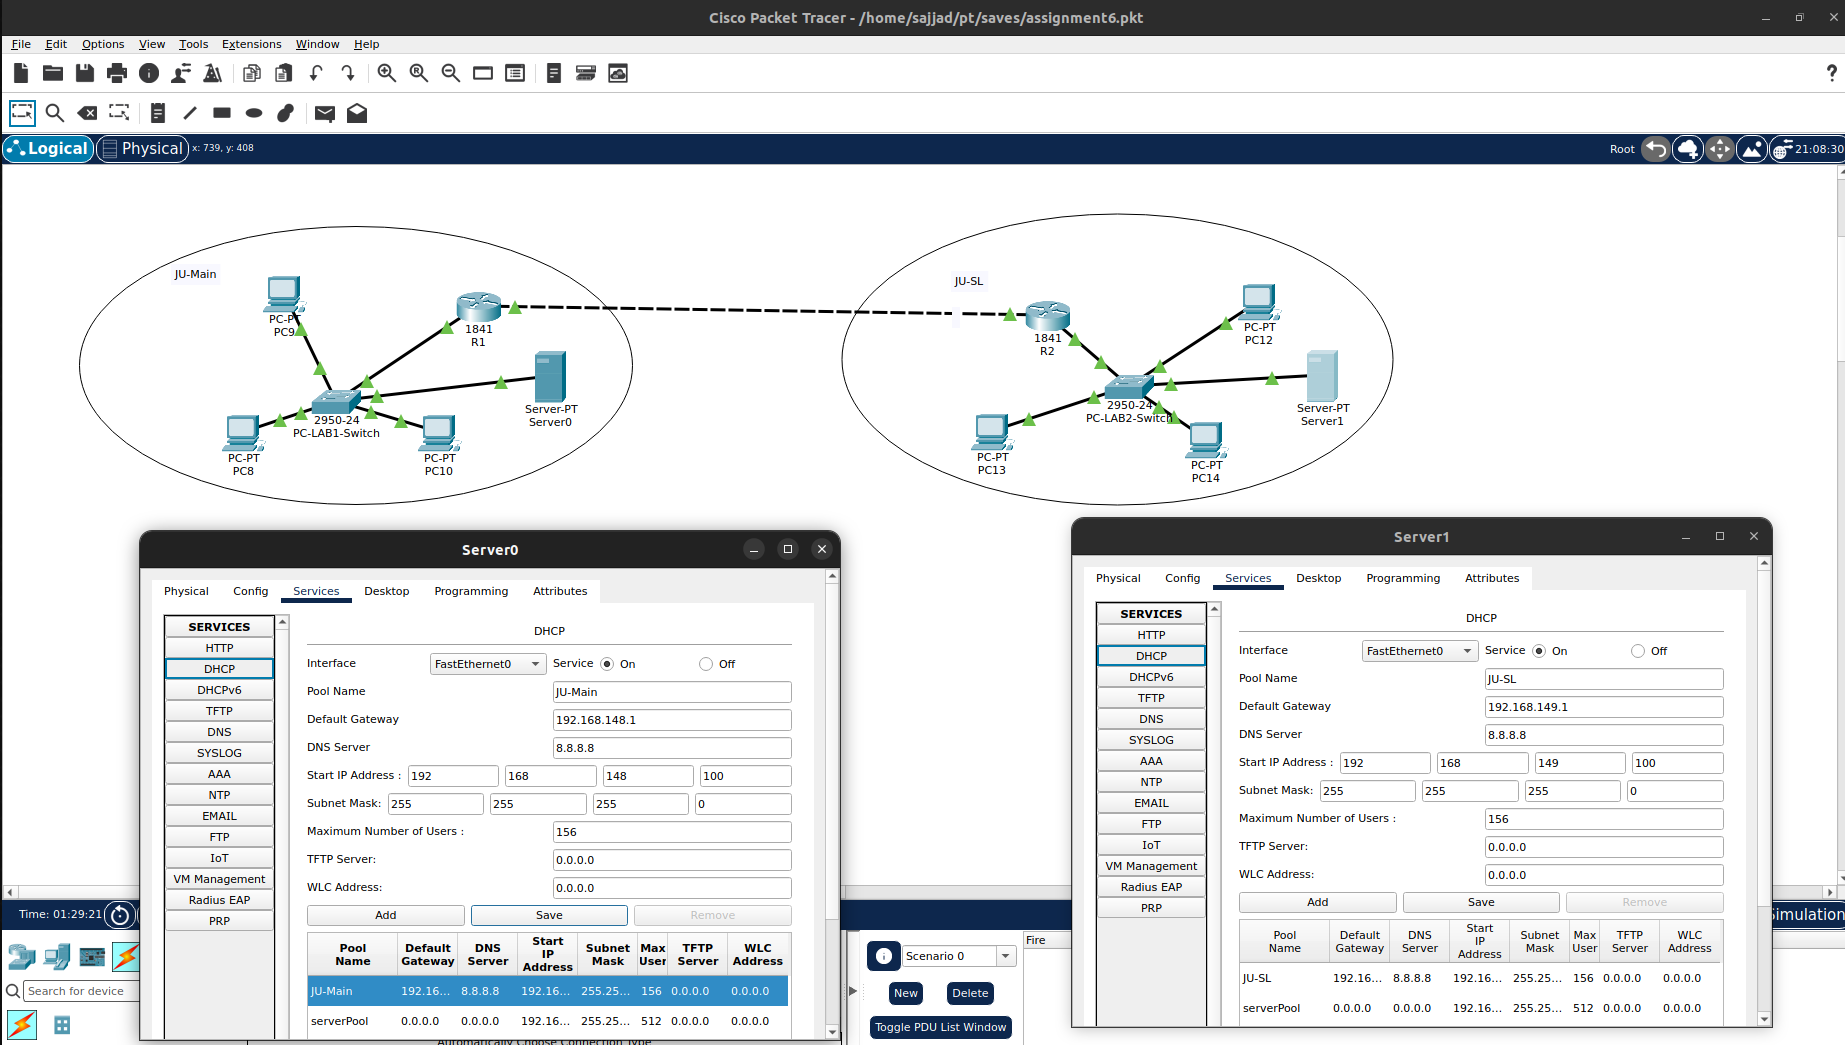 Cisco Packet Tracer - /home/sajjad/pt/saves/assignment6.pkt
File Edit Options View Tools Extensions Window Help
Logical Physical x: 739, y: 408 Root 21:08:30
JU-Main
PC-PT
PC9
1841
R1
Server-PT
Server0
2950-24
PC-LAB1-Switch
PC-PT
PC8
PC-PT
PC10
JU-SL
1841
R2
PC-PT
PC12
2950-24
PC-LAB2-Switch
Server-PT
Server1
PC-PT
PC13
PC-PT
PC14
Server0
Physical Config Services Desktop Programming Attributes
SERVICES
HTTP
DHCP
DHCPv6
TFTP
DNS
SYSLOG
AAA
NTP
EMAIL
FTP
IoT
VM Management
Radius EAP
PRP
DHCP
Interface FastEthernet0 Service On Off
Pool Name JU-Main
Default Gateway 192.168.148.1
DNS Server 8.8.8.8
Start IP Address : 192 168 148 100
Subnet Mask: 255 255 255 0
Maximum Number of Users : 156
TFTP Server: 0.0.0.0
WLC Address: 0.0.0.0
Add Save Remove
Pool Name Default Gateway DNS Server Start IP Address Subnet Mask Max User TFTP Server WLC Address
JU-Main 192.16... 8.8.8.8 192.16... 255.25... 156 0.0.0.0 0.0.0.0
serverPool 0.0.0.0 0.0.0.0 192.16... 255.25... 512 0.0.0.0 0.0.0.0
Server1
Physical Config Services Desktop Programming Attributes
SERVICES
HTTP
DHCP
DHCPv6
TFTP
DNS
SYSLOG
AAA
NTP
EMAIL
FTP
IoT
VM Management
Radius EAP
PRP
DHCP
Interface FastEthernet0 Service On Off
Pool Name JU-SL
Default Gateway 192.168.149.1
DNS Server 8.8.8.8
Start IP Address : 192 168 149 100
Subnet Mask: 255 255 255 0
Maximum Number of Users : 156
TFTP Server: 0.0.0.0
WLC Address: 0.0.0.0
Add Save Remove
Pool Name Default Gateway DNS Server Start IP Address Subnet Mask Max User TFTP Server WLC Address
JU-SL 192.16... 8.8.8.8 192.16... 255.25... 156 0.0.0.0 0.0.0.0
serverPool 0.0.0.0 0.0.0.0 192.16... 255.25... 512 0.0.0.0 0.0.0.0
Time: 01:29:21
Simulation
Search for device
Scenario 0
New Delete
Toggle PDU List Window
Fire
Automatically Choose Connection Type